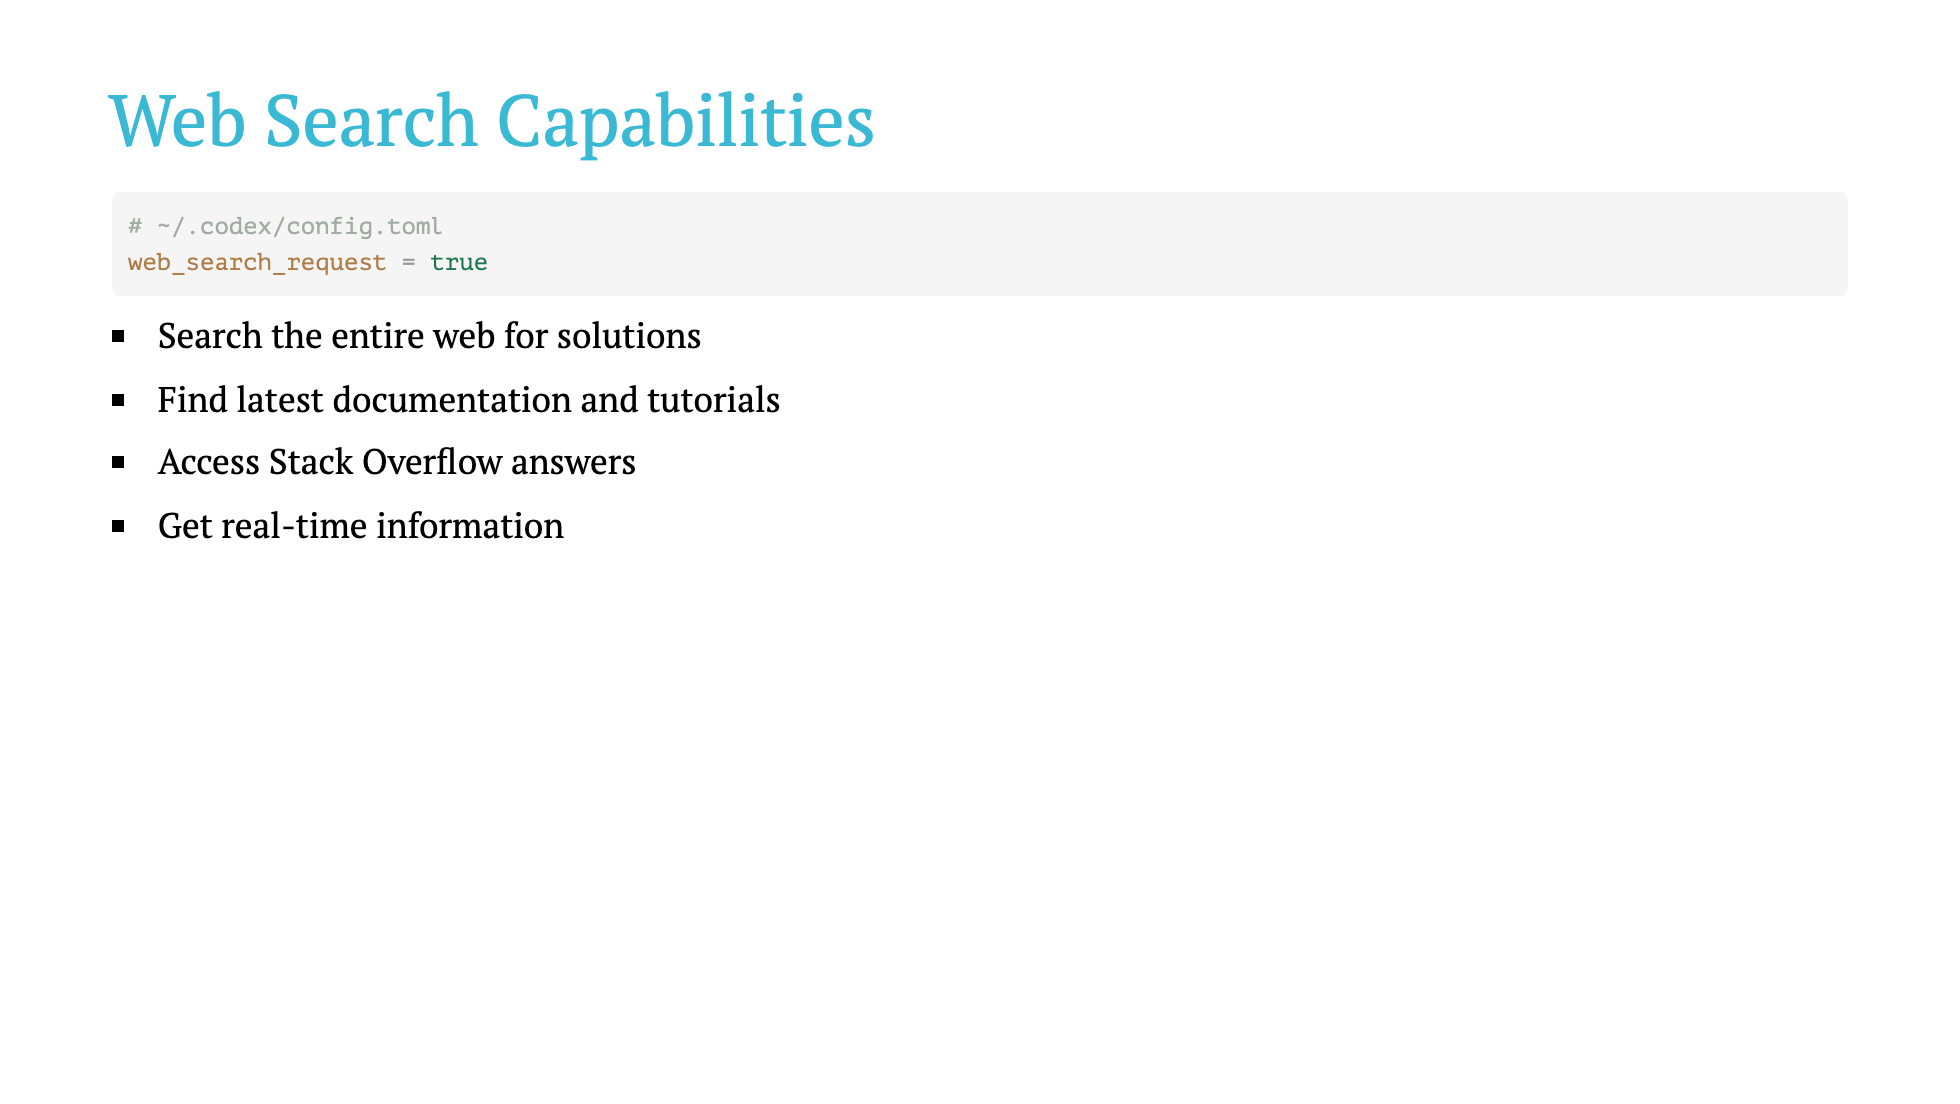 Web Search Capabilities
# ~/.codex/config.toml
web_search_request = true
▪ Search the entire web for solutions
▪ Find latest documentation and tutorials
▪ Access Stack Overflow answers
▪ Get real-time information